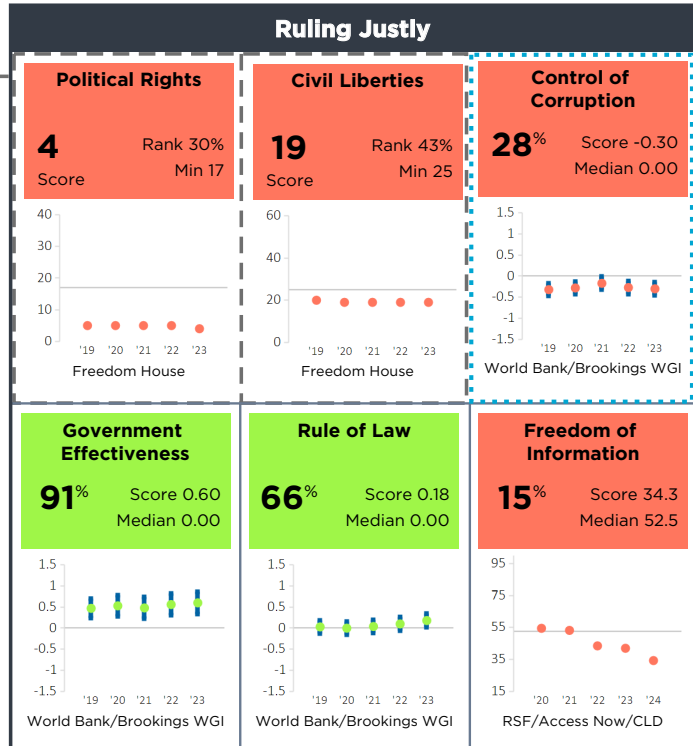 Ruling Justly
Political Rights
4
Score
Rank 30%
Min 17
40
30
20
10
0
'19 '20 '21 '22 '23
Freedom House
Civil Liberties
19
Score
Rank 43%
Min 25
60
40
20
0
'19 '20 '21 '22 '23
Freedom House
Control of
Corruption
28%
Score -0.30
Median 0.00
1.5
1
0.5
0
-0.5
-1
-1.5
'19 '20 '21 '22 '23
World Bank/Brookings WGI
Government
Effectiveness
91%
Score 0.60
Median 0.00
1.5
1
0.5
0
-0.5
-1
-1.5
'19 '20 '21 '22 '23
World Bank/Brookings WGI
Rule of Law
66%
Score 0.18
Median 0.00
1.5
1
0.5
0
-0.5
-1
-1.5
'19 '20 '21 '22 '23
World Bank/Brookings WGI
Freedom of
Information
15%
Score 34.3
Median 52.5
95
75
55
35
15
'20 '21 '22 '23 '24
RSF/Access Now/CLD